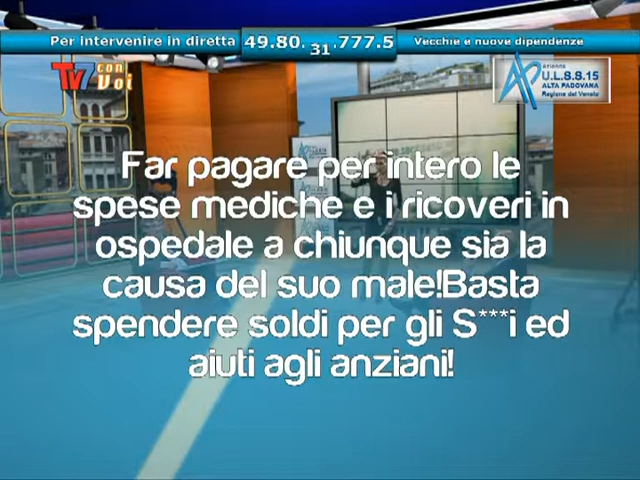 Per intervenire in diretta 49.80.31.777.5 Vecchie e nuove dipendenze
TV7 con Voi
azienda
U.L.S.S.15
ALTA PADOVANA
Regione del Veneto
Far pagare per intero le
spese mediche e i ricoveri in
ospedale a chiunque sia la
causa del suo male!Basta
spendere soldi per gli S***i ed
aiuti agli anziani!